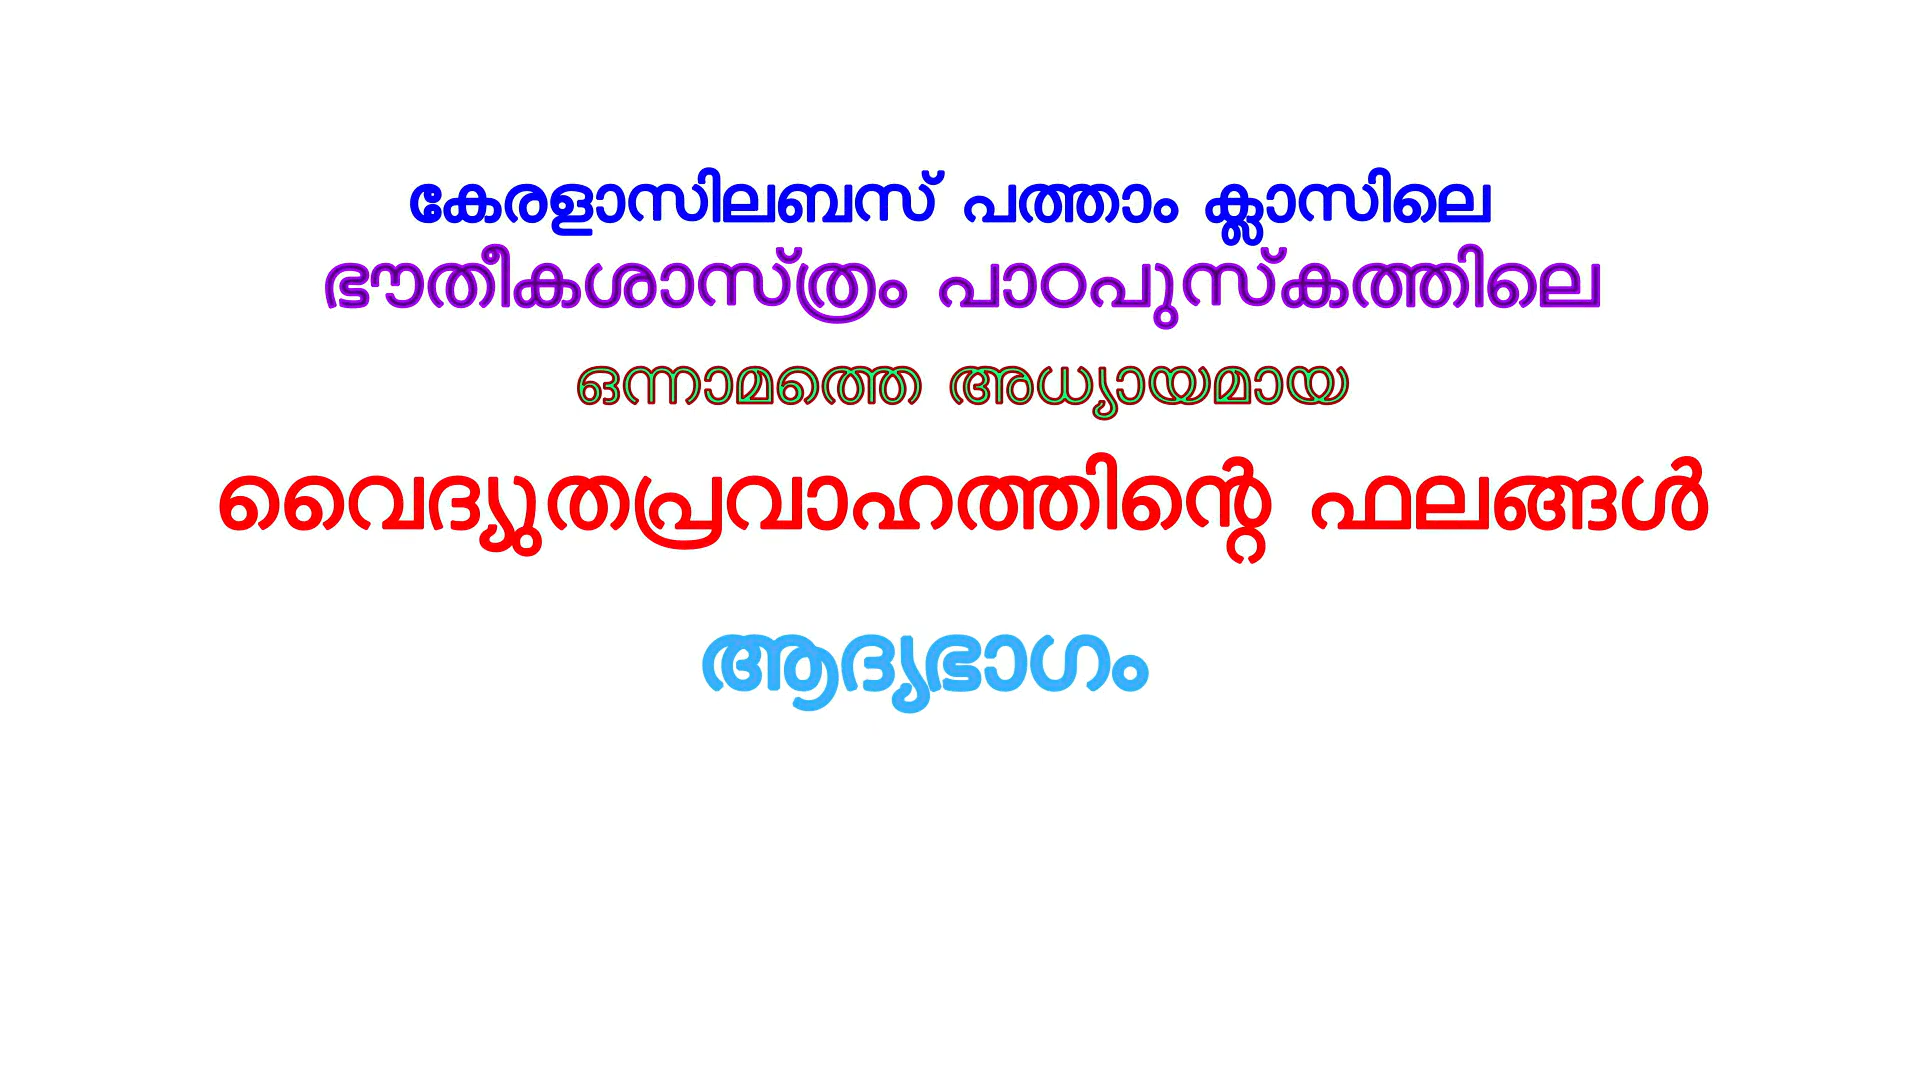 കേരളാസിലബസ് പത്താം ക്ലാസിലെ
ഭൗതീകശാസ്ത്രം പാഠപുസ്കത്തിലെ
ഒന്നാമത്തെ അധ്യായമായ
വൈദ്യുതപ്രവാഹത്തിന്റെ ഫലങ്ങൾ
ആദ്യഭാഗം